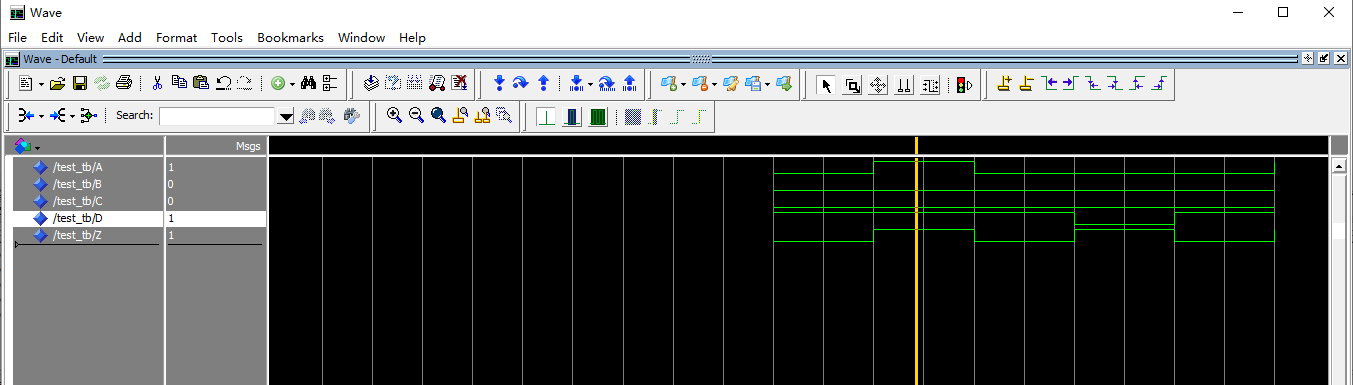 Wave
File Edit View Add Format Tools Bookmarks Window Help
Wave - Default
Search:
Msgs
/test_tb/A 1
/test_tb/B 0
/test_tb/C 0
/test_tb/D 1
/test_tb/Z 1